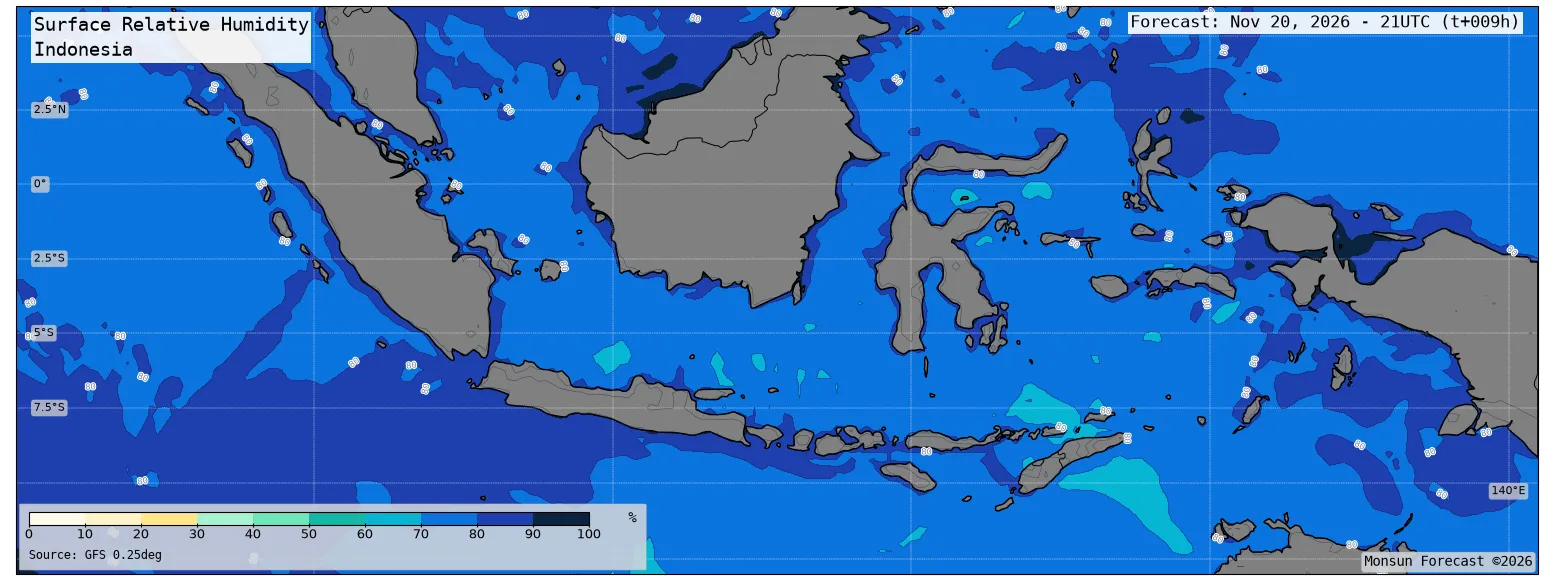 Surface Relative Humidity
Indonesia
Forecast: Nov 20, 2026 - 21UTC (t+009h)
2.5°N
0°
2.5°S
5°S
7.5°S
140°E
80
0 10 20 30 40 50 60 70 80 90 100
%
Source: GFS 0.25deg
Monsun Forecast ©2026